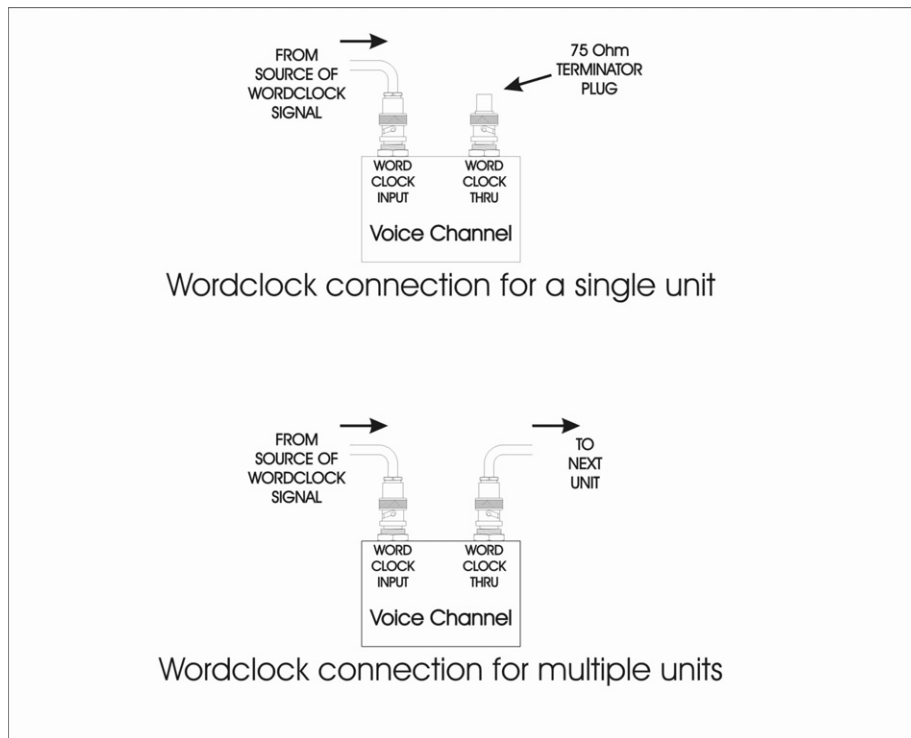 FROM
SOURCE OF
WORDCLOCK
SIGNAL
75 Ohm
TERMINATOR
PLUG
WORD
CLOCK
INPUT
WORD
CLOCK
THRU
Voice Channel
Wordclock connection for a single unit
FROM
SOURCE OF
WORDCLOCK
SIGNAL
TO
NEXT
UNIT
WORD
CLOCK
INPUT
WORD
CLOCK
THRU
Voice Channel
Wordclock connection for multiple units